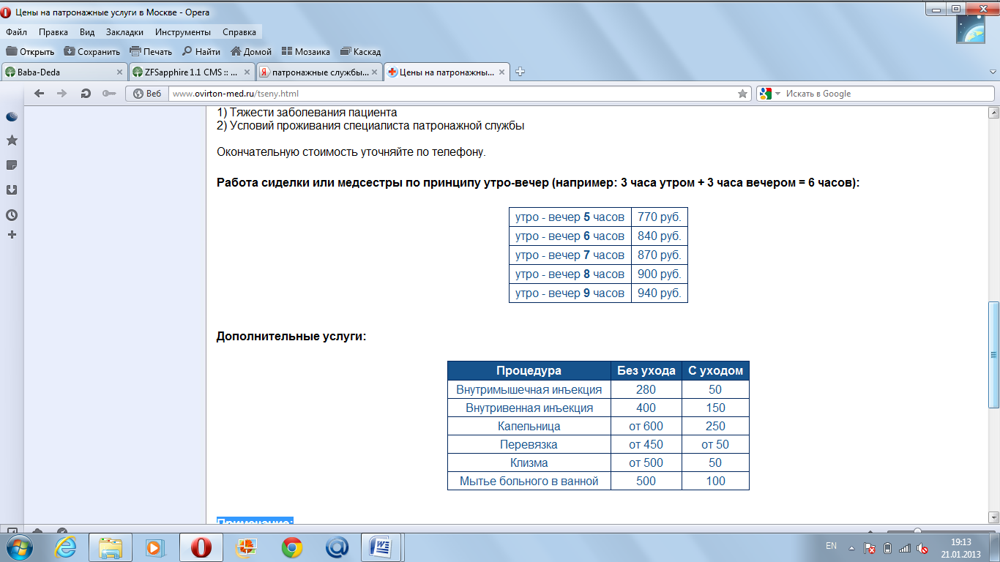 Цены на патронажные услуги в Москве - Opera
Файл Правка Вид Закладки Инструменты Справка
Открыть Сохранить Печать Найти Домой Мозаика Каскад
Baba-Deda ZFSapphire 1.1 CMS :: ... патронажные службы... Цены на патронажны...
Веб www.ovirton-med.ru/tseny.html Искать в Google
1) Тяжести заболевания пациента
2) Условий проживания специалиста патронажной службы
Окончательную стоимость уточняйте по телефону.
Работа сиделки или медсестры по принципу утро-вечер (например: 3 часа утром + 3 часа вечером = 6 часов):
утро - вечер 5 часов 770 руб.
утро - вечер 6 часов 840 руб.
утро - вечер 7 часов 870 руб.
утро - вечер 8 часов 900 руб.
утро - вечер 9 часов 940 руб.
Дополнительные услуги:
Процедура Без ухода С уходом
Внутримышечная инъекция 280 50
Внутривенная инъекция 400 150
Капельница от 600 250
Перевязка от 450 от 50
Клизма от 500 50
Мытье больного в ванной 500 100
Примечание:
EN 19:13
21.01.2013